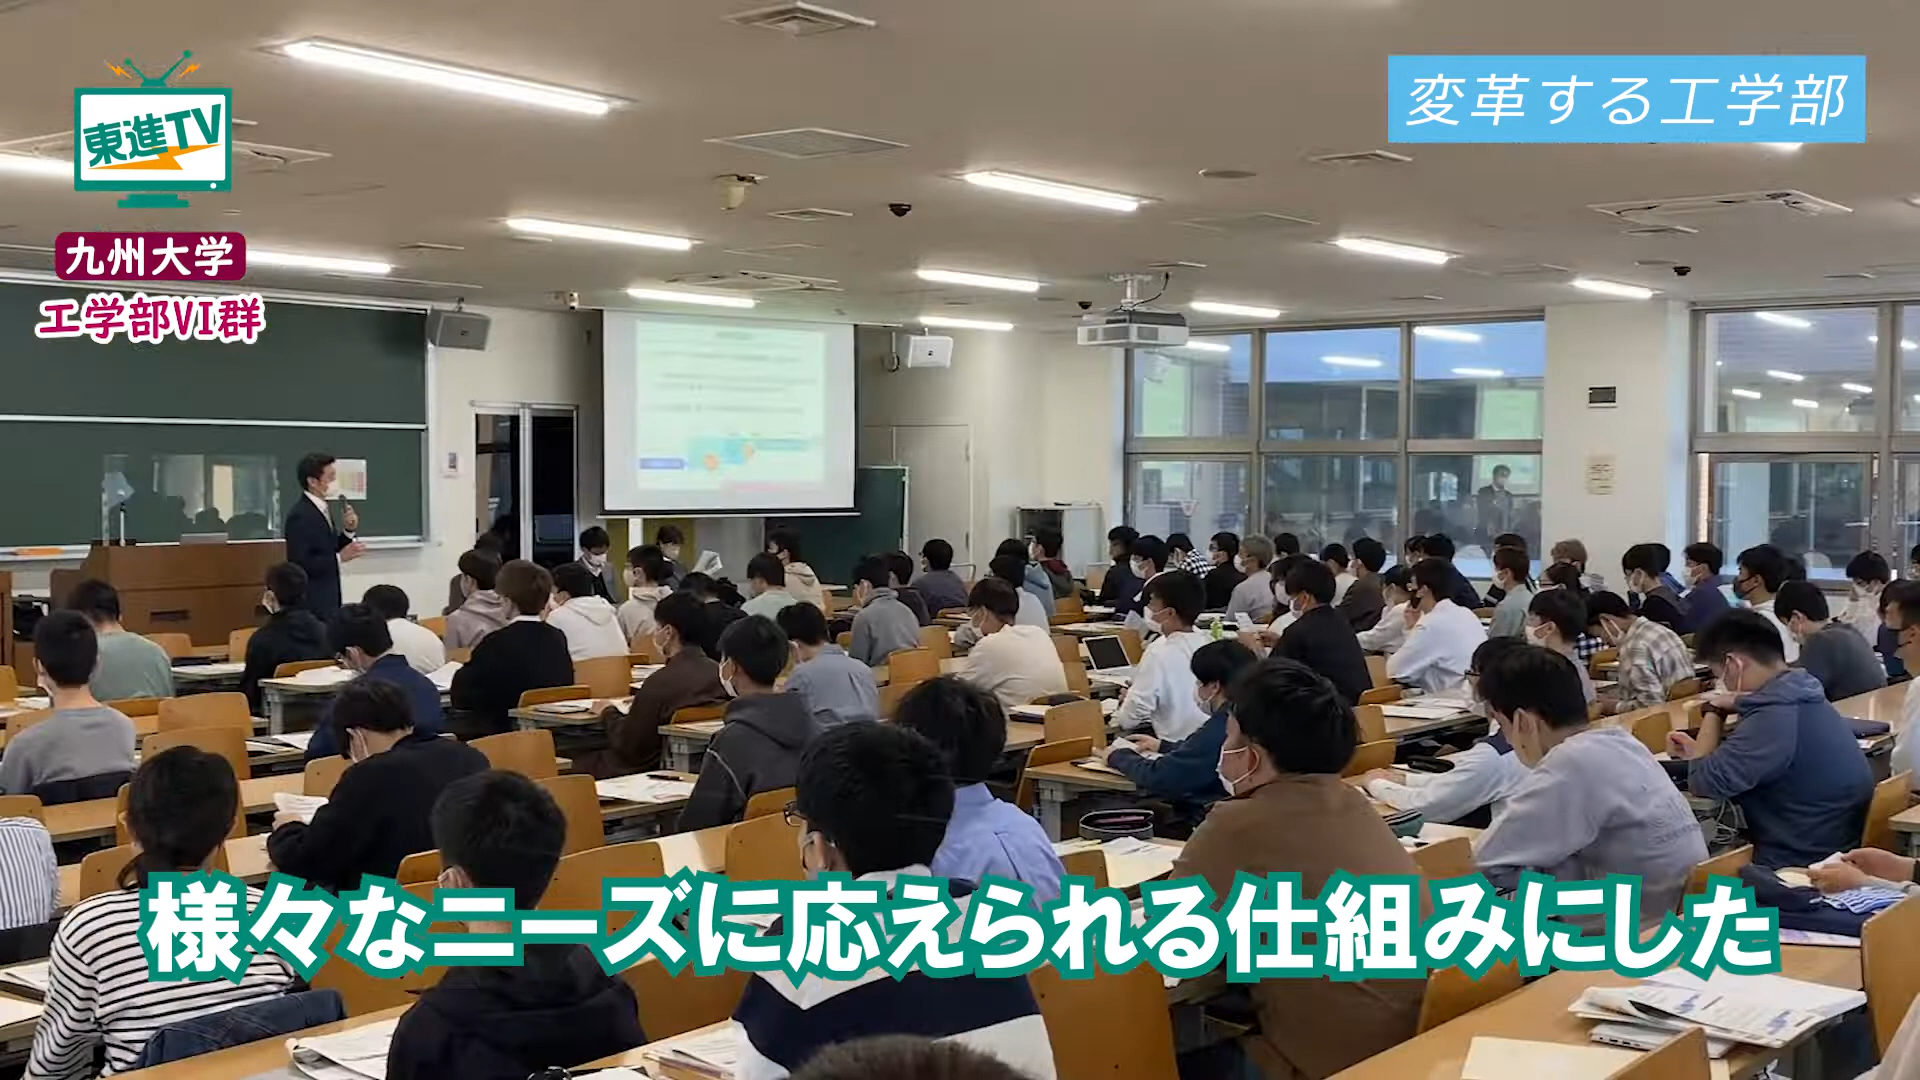 東進TV
変革する工学部
九州大学
工学部VI群
様々なニーズに応えられる仕組みにした